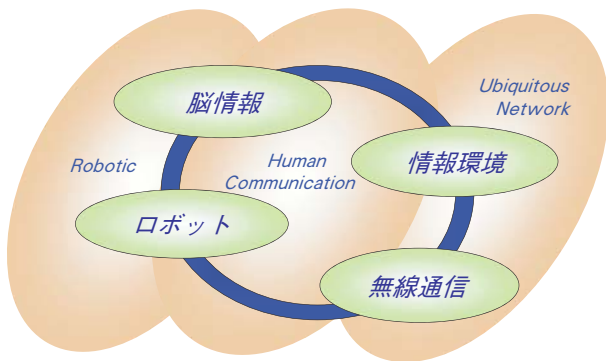 脳情報
Ubiquitous
Network
Robotic
Human
Communication
情報環境
ロボット
無線通信